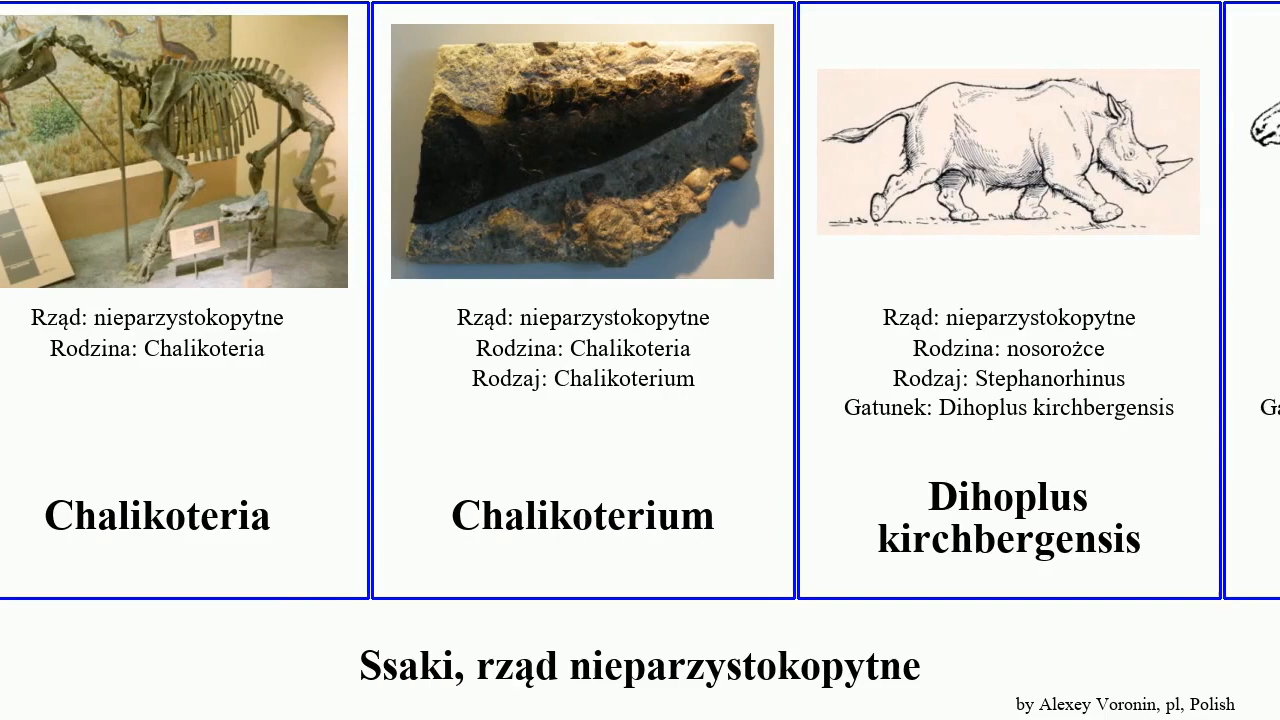 Rząd: nieparzystokopytne
Rodzina: Chalikoteria
Chalikoteria
Rząd: nieparzystokopytne
Rodzina: Chalikoteria
Rodzaj: Chalikoterium
Chalikoterium
Rząd: nieparzystokopytne
Rodzina: nosorożce
Rodzaj: Stephanorhinus
Gatunek: Dihoplus kirchbergensis
Dihoplus
kirchbergensis
Ssaki, rząd nieparzystokopytne
by Alexey Voronin, pl, Polish